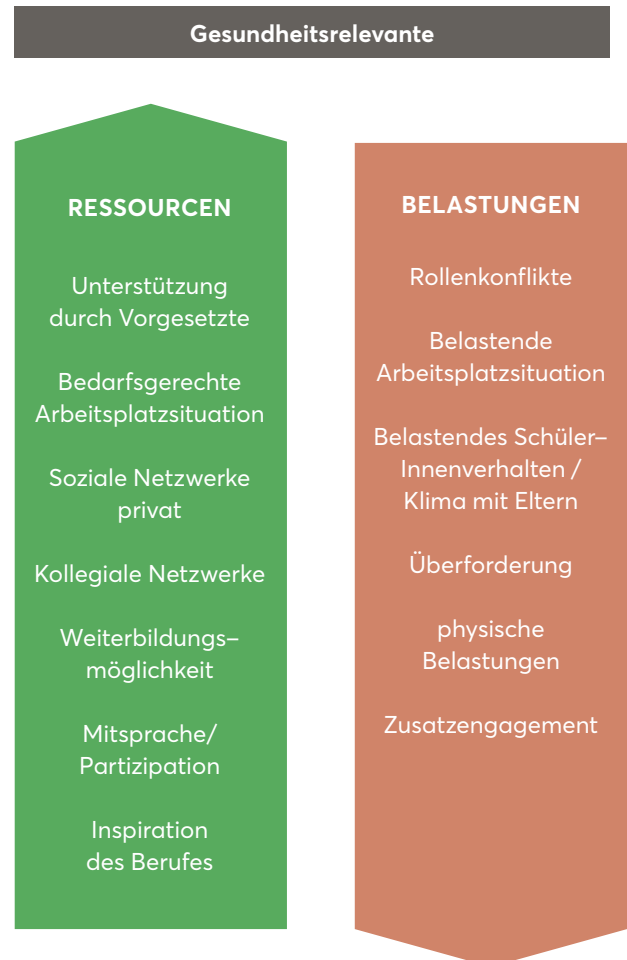 Gesundheitsrelevante
RESSOURCEN
Unterstützung
durch Vorgesetzte
Bedarfsgerechte
Arbeitsplatzsituation
Soziale Netzwerke
privat
Kollegiale Netzwerke
Weiterbildungs–
möglichkeit
Mitsprache/
Partizipation
Inspiration
des Berufes
BELASTUNGEN
Rollenkonflikte
Belastende
Arbeitsplatzsituation
Belastendes Schüler–
Innenverhalten /
Klima mit Eltern
Überforderung
physische
Belastungen
Zusatzengagement